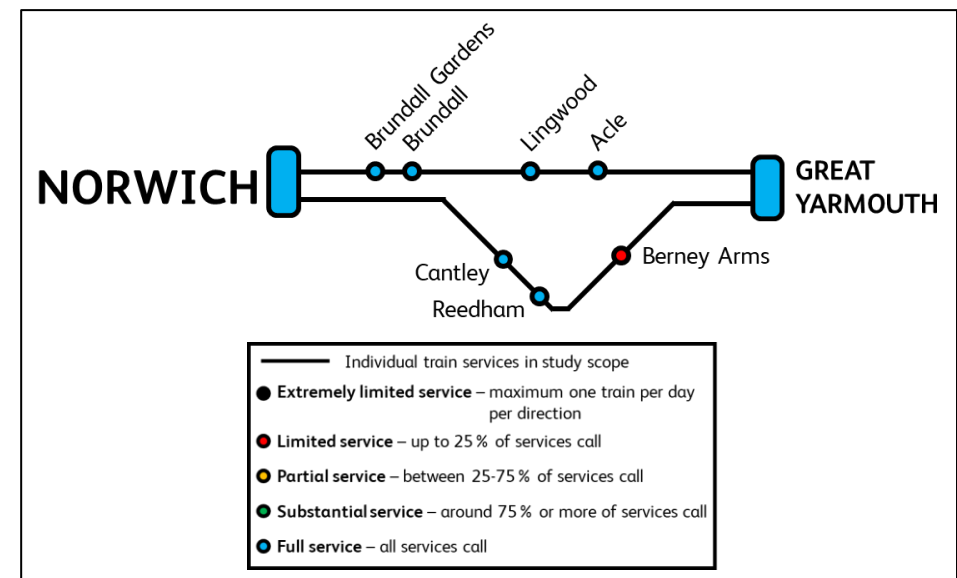 Brundall Gardens
Brundall
Lingwood
Acle
NORWICH
GREAT
YARMOUTH
Cantley
Berney Arms
Reedham
Individual train services in study scope
Extremely limited service – maximum one train per day
per direction
Limited service – up to 25% of services call
Partial service – between 25-75% of services call
Substantial service – around 75% or more of services call
Full service – all services call